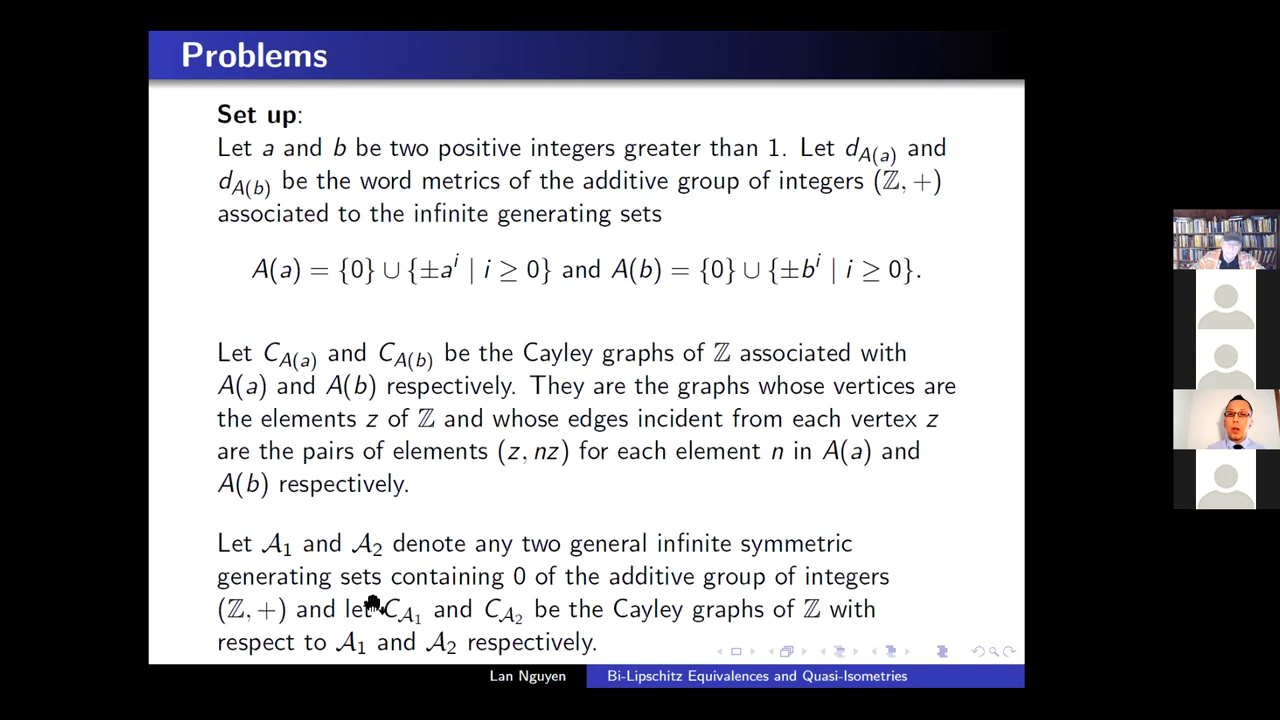 Problems
Set up:
Let a and b be two positive integers greater than 1. Let d_{A(a)} and
d_{A(b)} be the word metrics of the additive group of integers (ℤ, +)
associated to the infinite generating sets
A(a) = {0} ∪ {±a^i | i ≥ 0} and A(b) = {0} ∪ {±b^i | i ≥ 0}.
Let C_{A(a)} and C_{A(b)} be the Cayley graphs of ℤ associated with
A(a) and A(b) respectively. They are the graphs whose vertices are
the elements z of ℤ and whose edges incident from each vertex z
are the pairs of elements (z, nz) for each element n in A(a) and
A(b) respectively.
Let 𝒜₁ and 𝒜₂ denote any two general infinite symmetric
generating sets containing 0 of the additive group of integers
(ℤ, +) and let C_{𝒜₁} and C_{𝒜₂} be the Cayley graphs of ℤ with
respect to 𝒜₁ and 𝒜₂ respectively.
Lan Nguyen
Bi-Lipschitz Equivalences and Quasi-Isometries